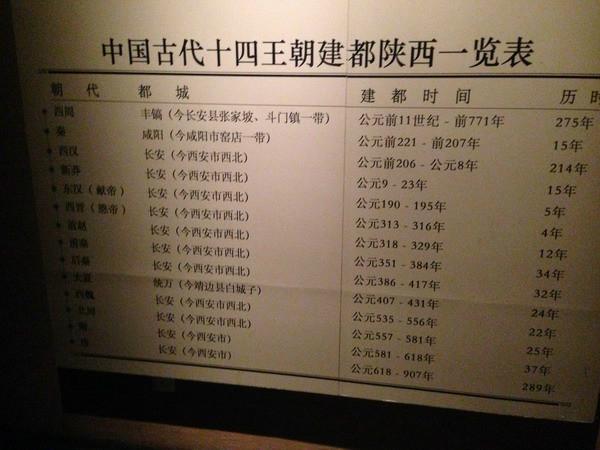 中国古代十四王朝建都陕西一览表
朝代 都城 建都时间 历时
西周 丰镐（今长安县张家坡、斗门镇一带） 公元前11世纪 - 前771年 275年
秦 咸阳（今咸阳市窑店一带） 公元前221 - 前207年 15年
西汉 长安（今西安市西北） 公元前206 - 公元8年 214年
新莽 长安（今西安市西北） 公元9 - 23年 15年
东汉（献帝） 长安（今西安市西北） 公元190 - 195年 5年
西晋（愍帝） 长安（今西安市西北） 公元313 - 316年 4年
前赵 长安（今西安市西北） 公元318 - 329年 12年
前秦 长安（今西安市西北） 公元351 - 384年 34年
后秦 长安（今西安市西北） 公元386 - 417年 32年
大夏 统万（今靖边县白城子） 公元407 - 431年 24年
西魏 长安（今西安市西北） 公元535 - 556年 22年
北周 长安（今西安市西北） 公元557 - 581年 25年
隋 长安（今西安市） 公元581 - 618年 37年
唐 长安（今西安市） 公元618 - 907年 289年